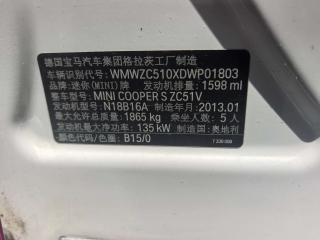 德国宝马汽车集团格拉茨工厂制造
车辆识别代号 WMWZC510XDWP01803
品牌：迷你(MINI)牌 发动机排量：1598 ml
整车型号：MINI COOPER S ZC51V
发动机型号：N18B16A 制造年月：2013.01
最大允许总质量：1865 kg 乘坐人数：5 人
发动机最大净功率：135 kW 制造国：奥地利
颜色代码/色圈：B15/0